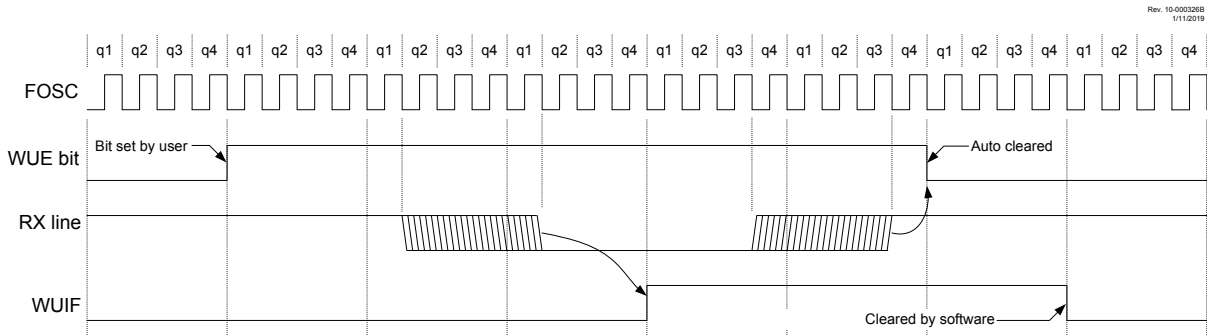 Rev. 10-000326B
1/11/2019
q1 q2 q3 q4 q1 q2 q3 q4 q1 q2 q3 q4 q1 q2 q3 q4 q1 q2 q3 q4 q1 q2 q3 q4 q1 q2 q3 q4 q1 q2 q3 q4
FOSC
WUE bit
Bit set by user
Auto cleared
RX line
WUIF
Cleared by software